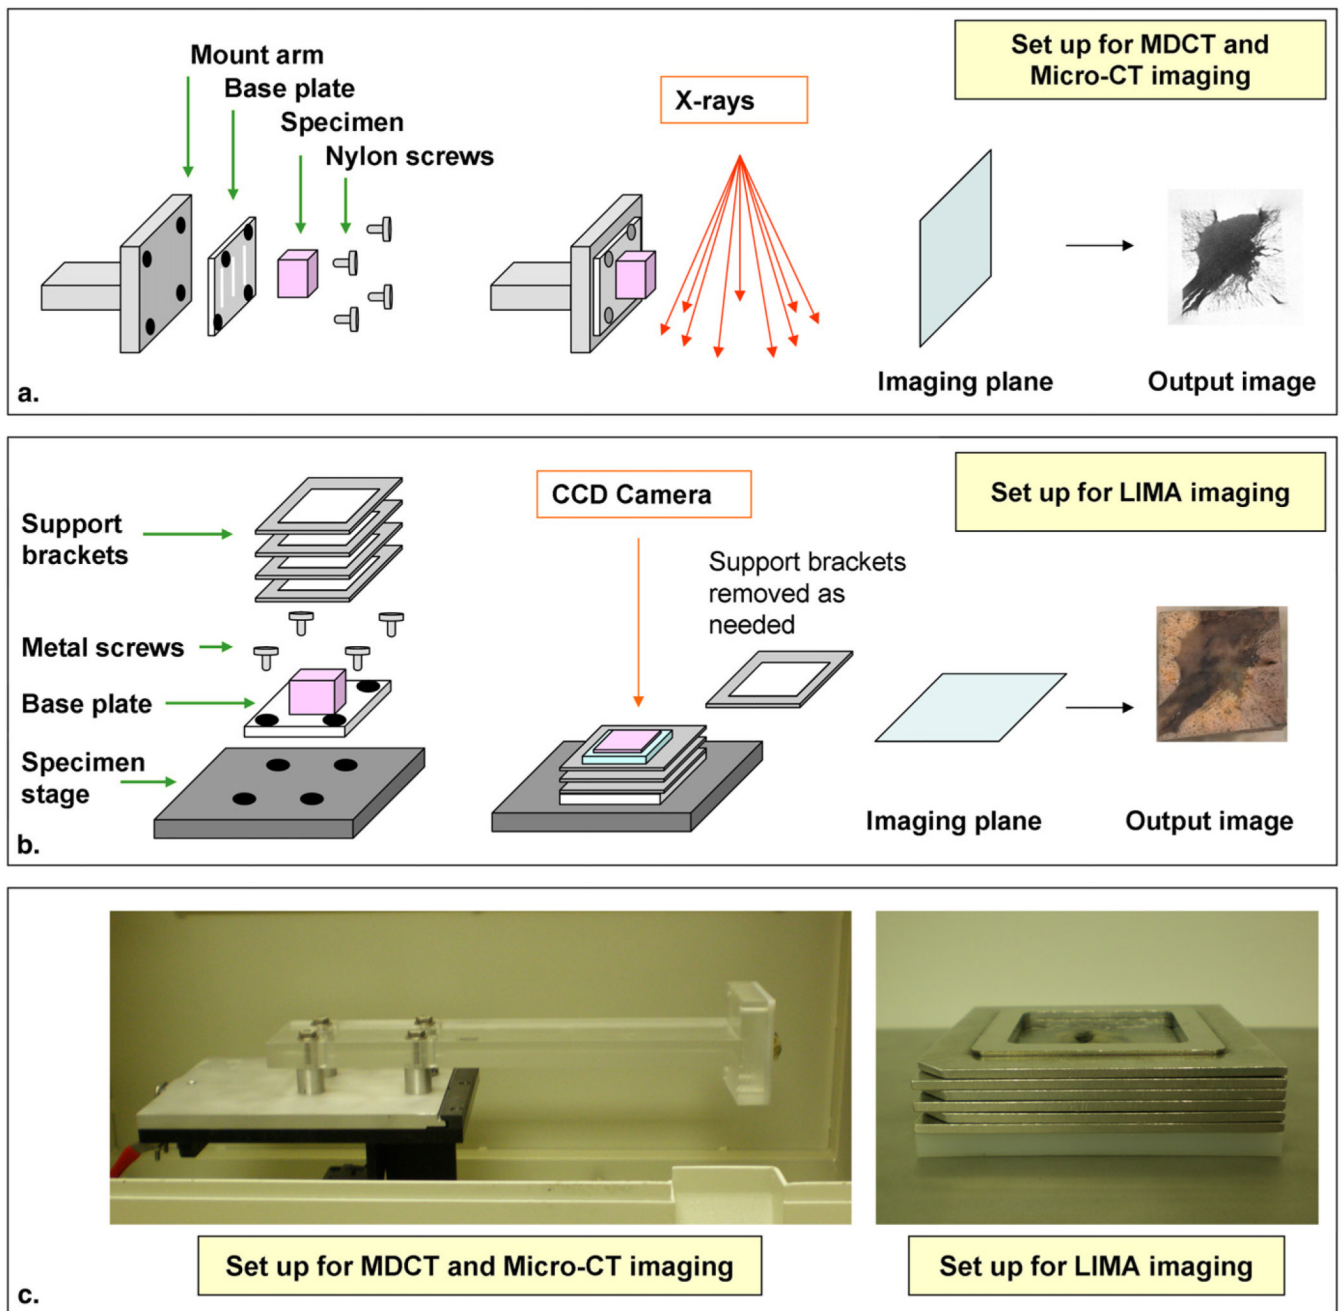 Mount arm
Base plate
Specimen
Nylon screws
X-rays
Set up for MDCT and
Micro-CT imaging
Imaging plane
Output image
a.
Support
brackets
Metal screws
Base plate
Specimen
stage
CCD Camera
Support brackets
removed as
needed
Set up for LIMA imaging
Imaging plane
Output image
b.
Set up for MDCT and Micro-CT imaging
Set up for LIMA imaging
c.